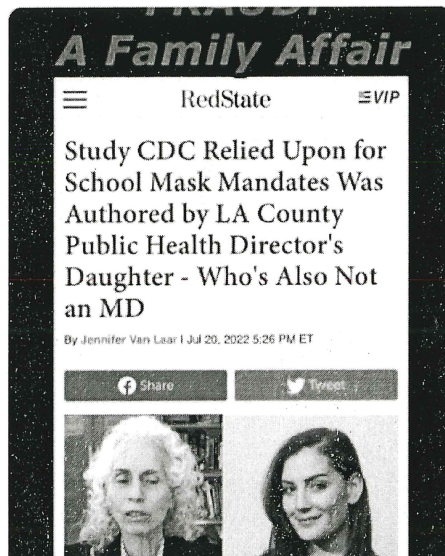 FRAUD!
A Family Affair
RedState
VIP
Study CDC Relied Upon for
School Mask Mandates Was
Authored by LA County
Public Health Director's
Daughter - Who's Also Not
an MD
By Jennifer Van Laar | Jul 20, 2022 5:26 PM ET
Share
Tweet